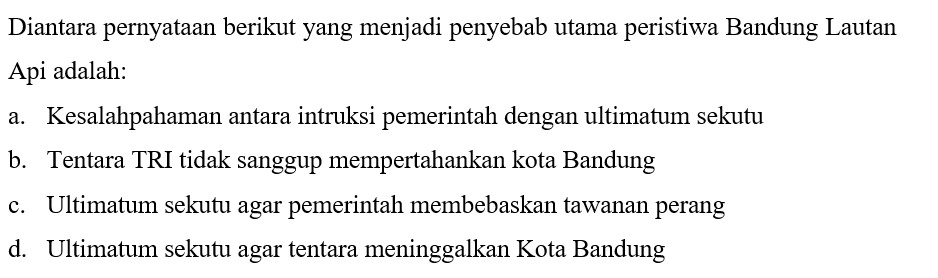 Diantara pernyataan berikut yang menjadi penyebab utama peristiwa Bandung Lautan
Api adalah:
a. Kesalahpahaman antara intruksi pemerintah dengan ultimatum sekutu
b. Tentara TRI tidak sanggup mempertahankan kota Bandung
c. Ultimatum sekutu agar pemerintah membebaskan tawanan perang
d. Ultimatum sekutu agar tentara meninggalkan Kota Bandung